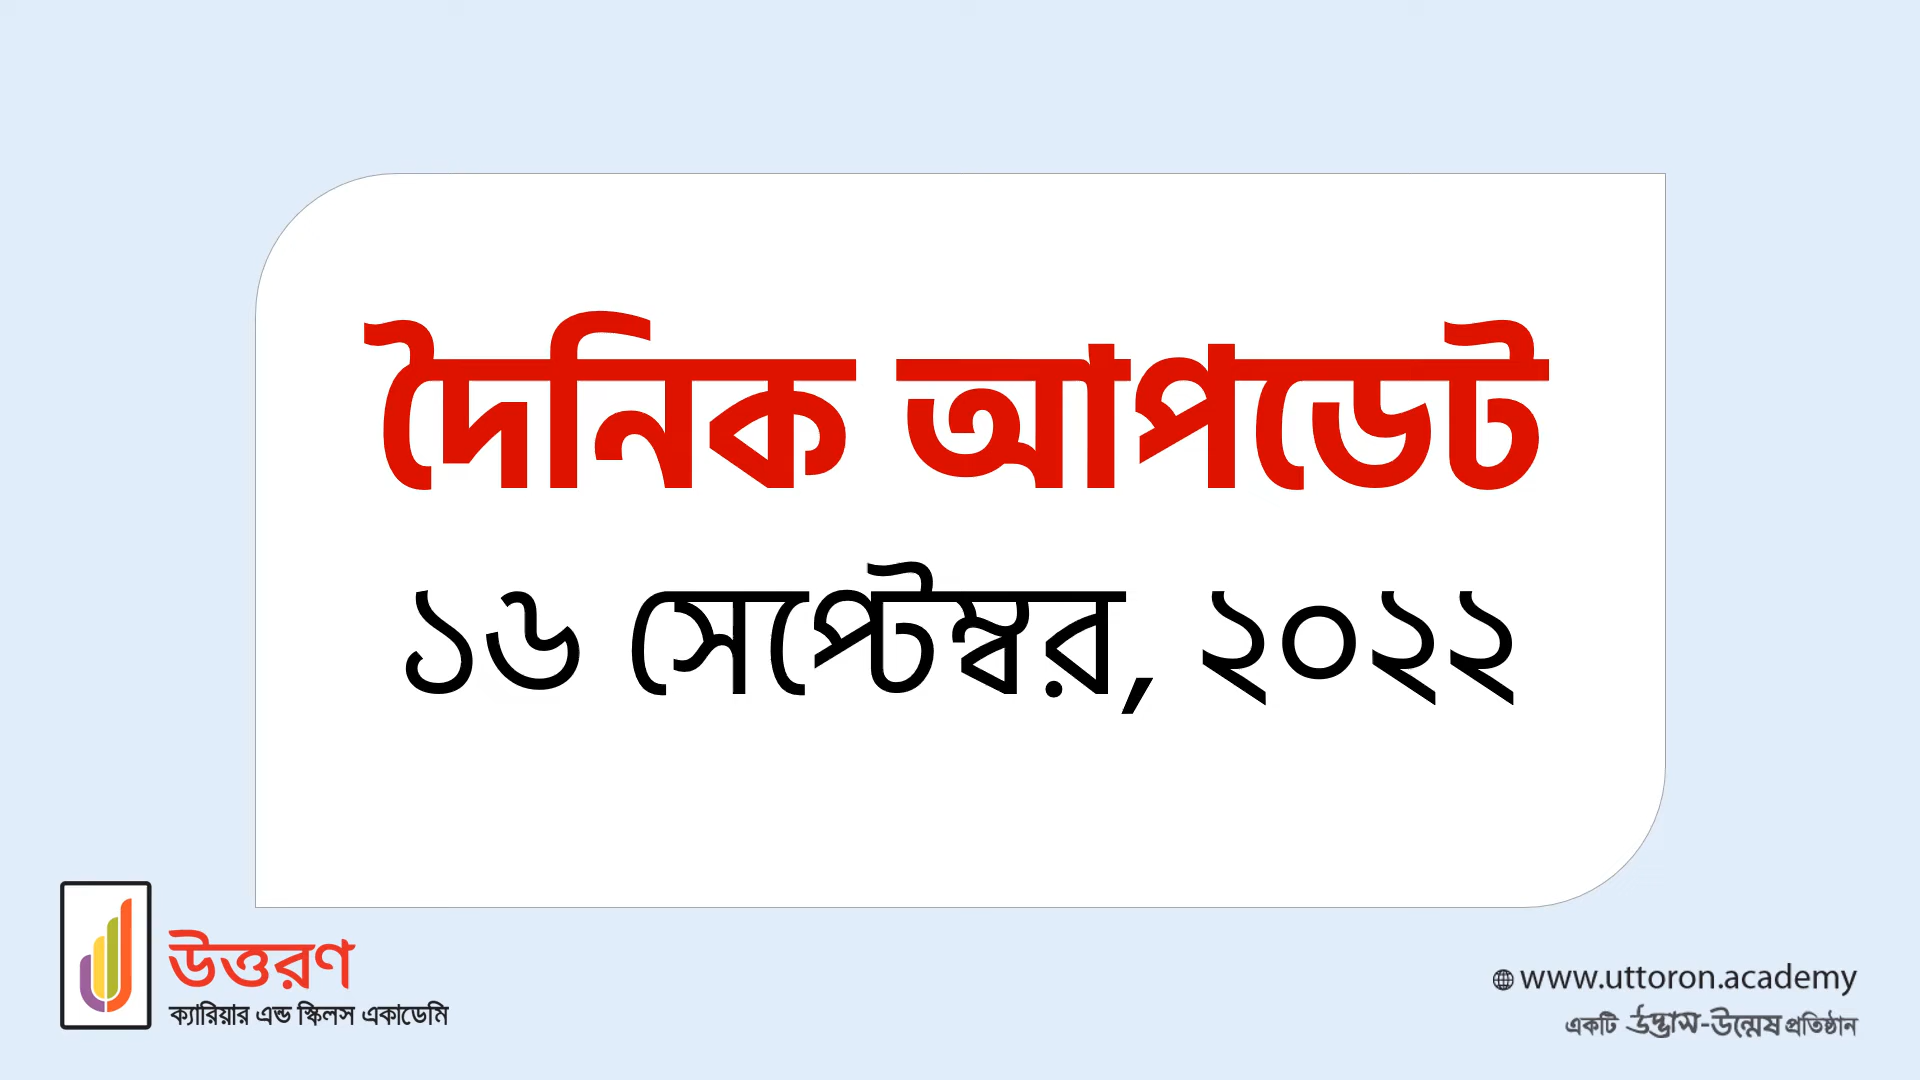 দৈনিক আপডেট
১৬ সেপ্টেম্বর, ২০২২
উত্তরণ
ক্যারিয়ার এন্ড স্কিলস একাডেমি
www.uttoron.academy
একটি উদ্ভাস-উন্মেষ প্রতিষ্ঠান